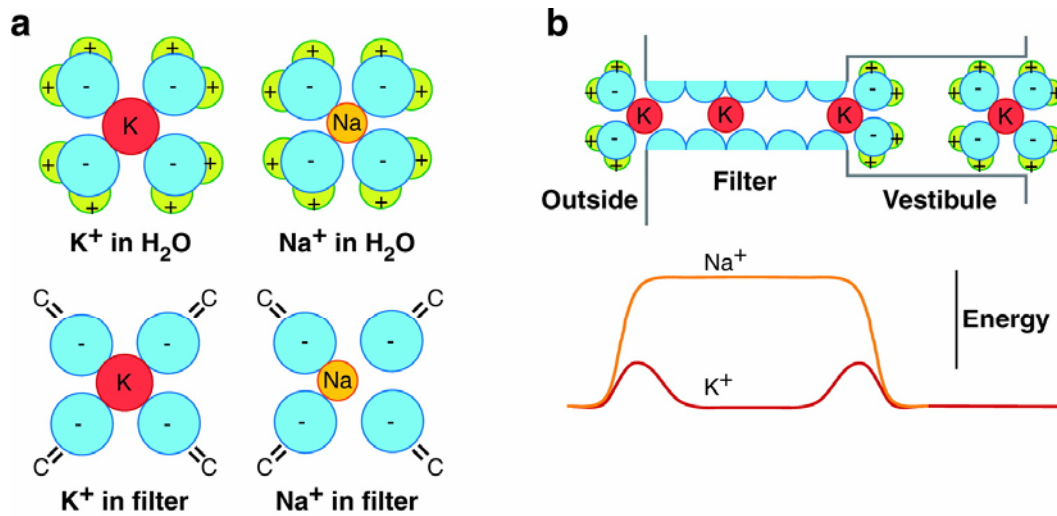 a
+ + + +
- -
+ +
K
+ +
- -
+ +
K⁺ in H₂O
+ +
- -
+ +
Na
+ +
- -
+ +
Na⁺ in H₂O
C C
- -
K
- -
C C
K⁺ in filter
C C
- -
Na
- -
C C
Na⁺ in filter
b
+ + + +
+ - - + + - - +
K K K K
+ - - + + - - +
+ + + +
Outside
Filter
Vestibule
Na⁺
Energy
K⁺